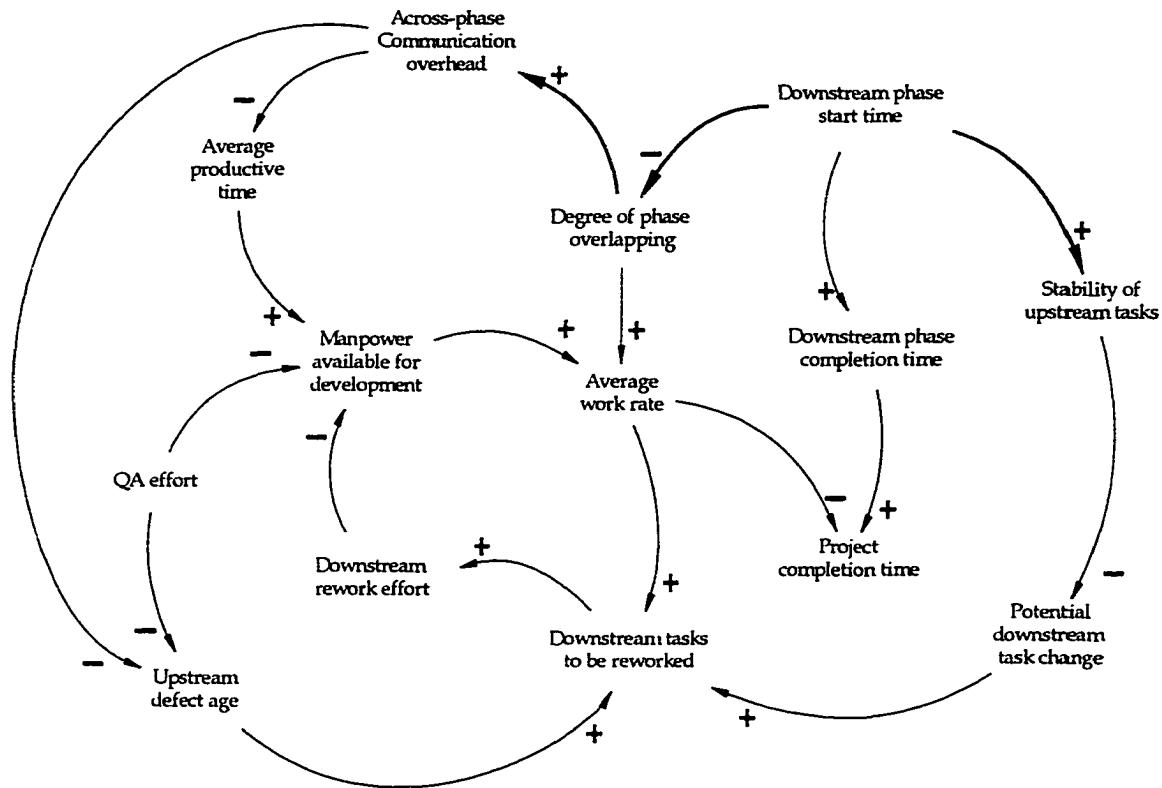 Across-phase
Communication
overhead
+
Downstream phase
start time
−
Average
productive
time
−
Degree of phase
overlapping
+
Stability of
upstream tasks
+
+
Manpower
available for
development
−
+
+
Downstream phase
completion time
Average
work rate
−
QA effort
−
+
Project
completion time
+
Downstream
rework effort
+
−
Potential
downstream
task change
−
−
Downstream tasks
to be reworked
Upstream
defect age
+
+